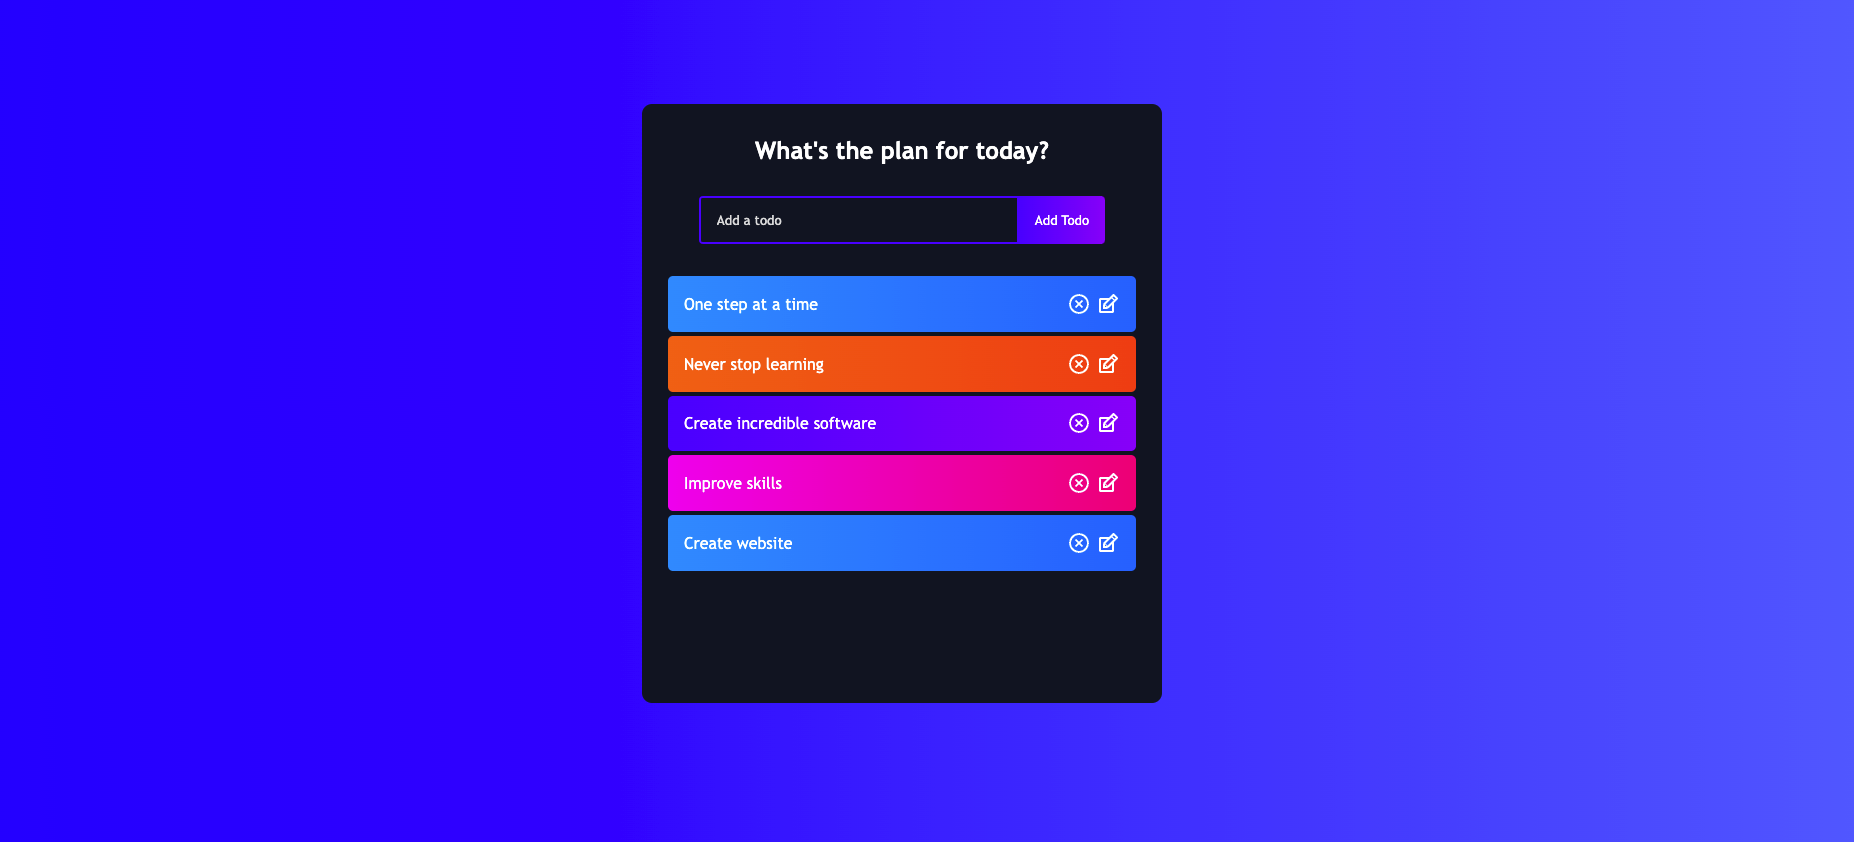 What's the plan for today?
Add a todo
Add Todo
One step at a time
Never stop learning
Create incredible software
Improve skills
Create website